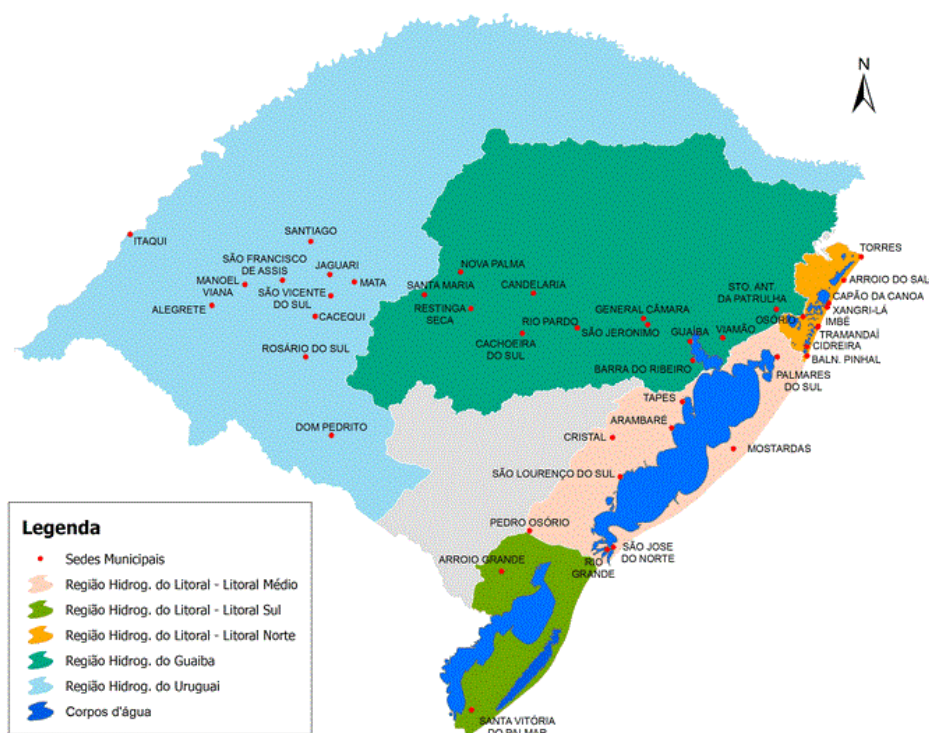 N
TORRES
ITAQUI
SANTIAGO
ARROIO DO SAL
SÃO FRANCISCO
DE ASSIS
JAGUARI
NOVA PALMA
MANOEL
VIANA
MATA
SANTA MARIA
CANDELÁRIA
STO. ANT.
DA PATRULHA
CAPÃO DA CANOA
SÃO VICENTE
DO SUL
ALEGRETE
RESTINGA
SECA
GENERAL CÂMARA
XANGRI-LÁ
CACEQUI
RIO PARDO
SÃO JERONIMO
OSÓRIO
IMBÉ
GUAÍBA
VIAMÃO
TRAMANDAÍ
CACHOEIRA
DO SUL
CIDREIRA
ROSÁRIO DO SUL
BALN. PINHAL
BARRA DO RIBEIRO
PALMARES
DO SUL
TAPES
DOM PEDRITO
ARAMBARÉ
CRISTAL
MOSTARDAS
SÃO LOURENÇO DO SUL
PEDRO OSÓRIO
SÃO JOSE
DO NORTE
ARROIO GRANDE
RIO
GRANDE
SANTA VITÓRIA
DO PALMAR
Legenda
Sedes Municipais
Região Hidrog. do Litoral - Litoral Médio
Região Hidrog. do Litoral - Litoral Sul
Região Hidrog. do Litoral - Litoral Norte
Região Hidrog. do Guaiba
Região Hidrog. do Uruguai
Corpos d'água